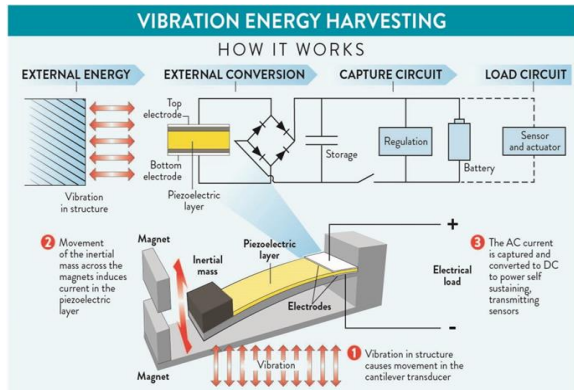 VIBRATION ENERGY HARVESTING
HOW IT WORKS
EXTERNAL ENERGY
EXTERNAL CONVERSION
CAPTURE CIRCUIT
LOAD CIRCUIT
Top
electrode
Bottom
electrode
Piezoelectric
layer
Vibration
in structure
Storage
Regulation
Battery
Sensor
and actuator
2 Movement
of the inertial
mass across the
magnets induces
current in the
piezoelectric
layer
Magnet
Inertial
mass
Piezoelectric
layer
Electrodes
+
Electrical
load
-
3 The AC current
is captured and
converted to DC
to power self
sustaining,
transmitting
sensors
Magnet
Vibration
1 Vibration in structure
causes movement in the
cantilever transducer